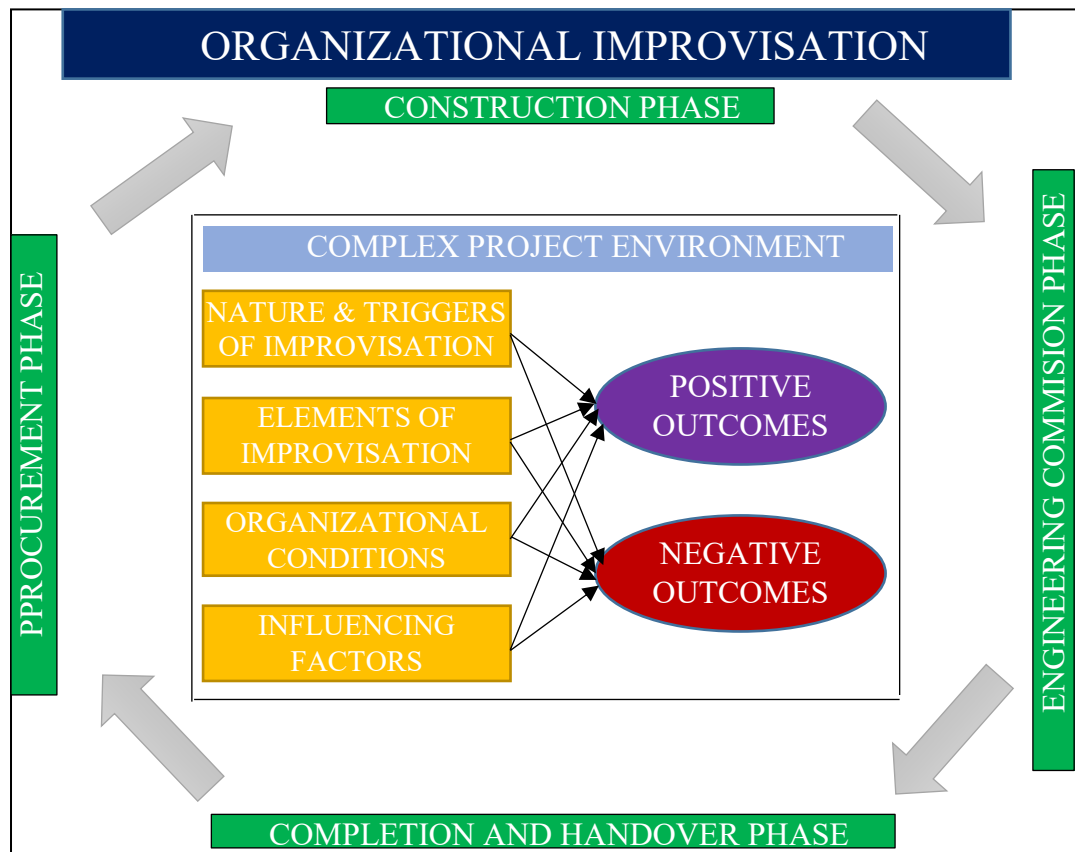 ORGANIZATIONAL IMPROVISATION
CONSTRUCTION PHASE
PPROCUREMENT PHASE
COMPLEX PROJECT ENVIRONMENT
NATURE & TRIGGERS
OF IMPROVISATION
ELEMENTS OF
IMPROVISATION
ORGANIZATIONAL
CONDITIONS
INFLUENCING
FACTORS
POSITIVE
OUTCOMES
NEGATIVE
OUTCOMES
ENGINEERING COMMISION PHASE
COMPLETION AND HANDOVER PHASE